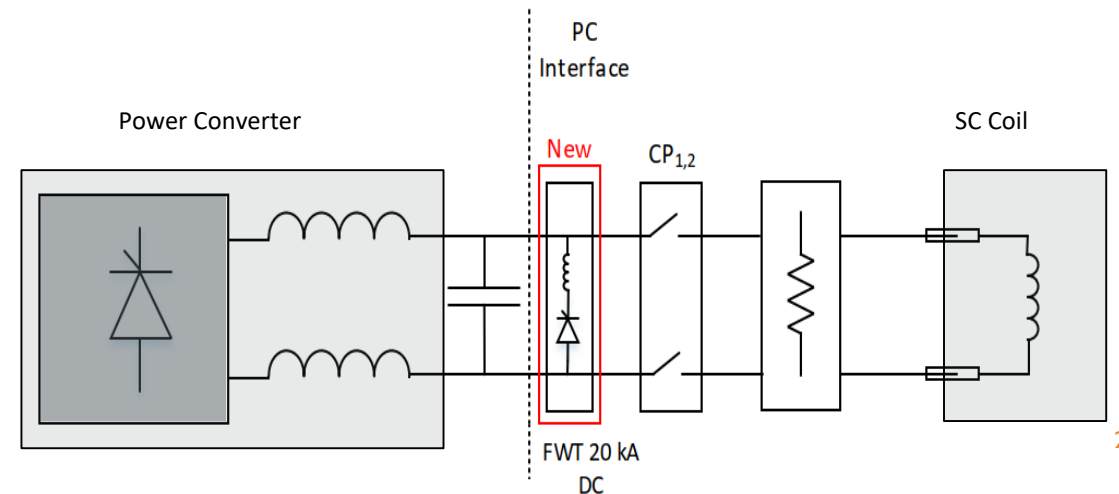 PC
Interface
Power Converter
SC Coil
New
CP1,2
FWT 20 kA
DC